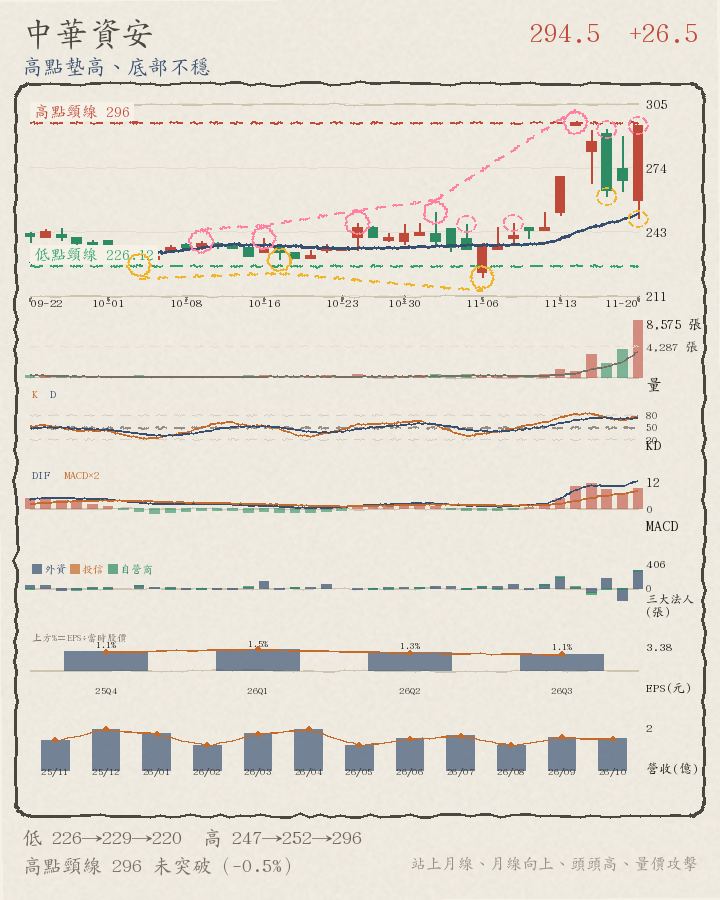 中華資安 294.5 +26.5
高點墊高、底部不穩
305
高點頸線 296
274
243
低點頸線 226.12
211
09-22 10-01 10-08 10-16 10-23 10-30 11-06 11-13 11-20
8,575 張
4,287 張
量
K D
80
50
20
KD
DIF MACD×2
12
0
MACD
406
外資 投信 自營商
0
三大法人
(張)
上方%=EPS÷當時股價
1.1% 1.5% 1.3% 1.1%
3.38
25Q4 26Q1 26Q2 26Q3
EPS(元)
2
25/11 25/12 26/01 26/02 26/03 26/04 26/05 26/06 26/07 26/08 26/09 26/10
營收(億)
低 226→229→220 高 247→252→296
高點頸線 296 未突破 (-0.5%)
站上月線、月線向上、頭頭高、量價攻擊